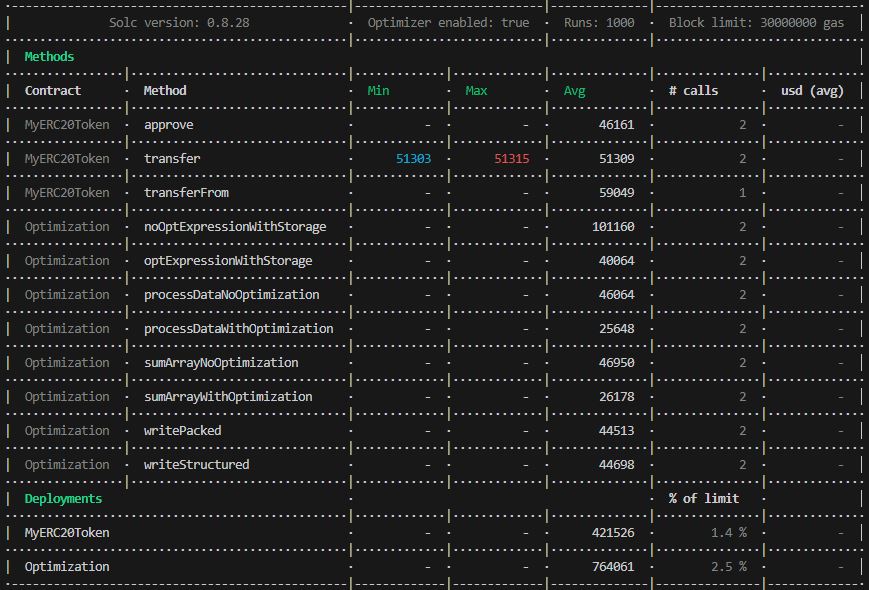 Solc version: 0.8.28 · Optimizer enabled: true · Runs: 1000 · Block limit: 30000000 gas
Methods
Contract · Method · Min · Max · Avg · # calls · usd (avg)
MyERC20Token · approve · - · - · 46161 · 2 · -
MyERC20Token · transfer · 51303 · 51315 · 51309 · 2 · -
MyERC20Token · transferFrom · - · - · 59049 · 1 · -
Optimization · noOptExpressionWithStorage · - · - · 101160 · 2 · -
Optimization · optExpressionWithStorage · - · - · 40064 · 2 · -
Optimization · processDataNoOptimization · - · - · 46064 · 2 · -
Optimization · processDataWithOptimization · - · - · 25648 · 2 · -
Optimization · sumArrayNoOptimization · - · - · 46950 · 2 · -
Optimization · sumArrayWithOptimization · - · - · 26178 · 2 · -
Optimization · writePacked · - · - · 44513 · 2 · -
Optimization · writeStructured · - · - · 44698 · 2 · -
Deployments · % of limit ·
MyERC20Token · - · - · 421526 · 1.4 % · -
Optimization · - · - · 764061 · 2.5 % · -